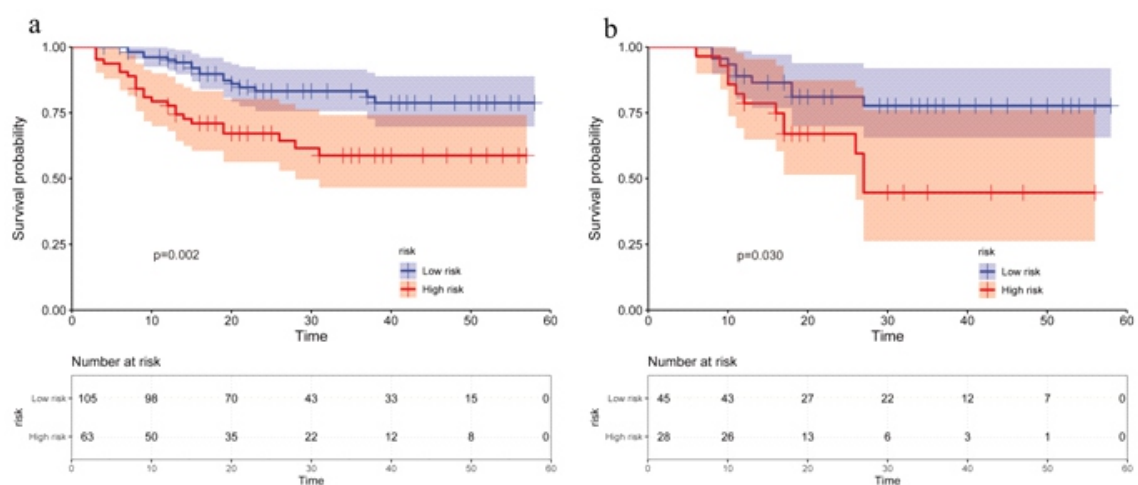 a
Survival probability
1.00
0.75
0.50
0.25
0.00
p=0.002
risk
Low risk
High risk
0 10 20 30 40 50 60
Time
Number at risk
risk
Low risk 105 98 70 43 33 15 0
High risk 63 50 35 22 12 8 0
0 10 20 30 40 50 60
Time
b
Survival probability
1.00
0.75
0.50
0.25
0.00
p=0.030
risk
Low risk
High risk
0 10 20 30 40 50 60
Time
Number at risk
risk
Low risk 45 43 27 22 12 7 0
High risk 28 26 13 6 3 1 0
0 10 20 30 40 50 60
Time